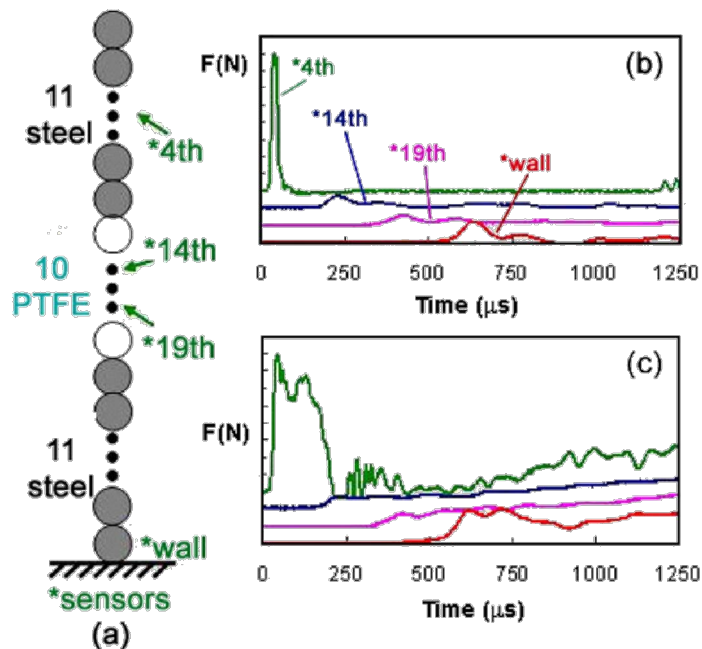 11
steel
*4th
*14th
10
PTFE
*19th
11
steel
*wall
*sensors
(a)
F(N)
(b)
*4th
*14th
*19th
*wall
0
250
500
750
1000
1250
Time (μs)
F(N)
(c)
0
250
500
750
1000
1250
Time (μs)